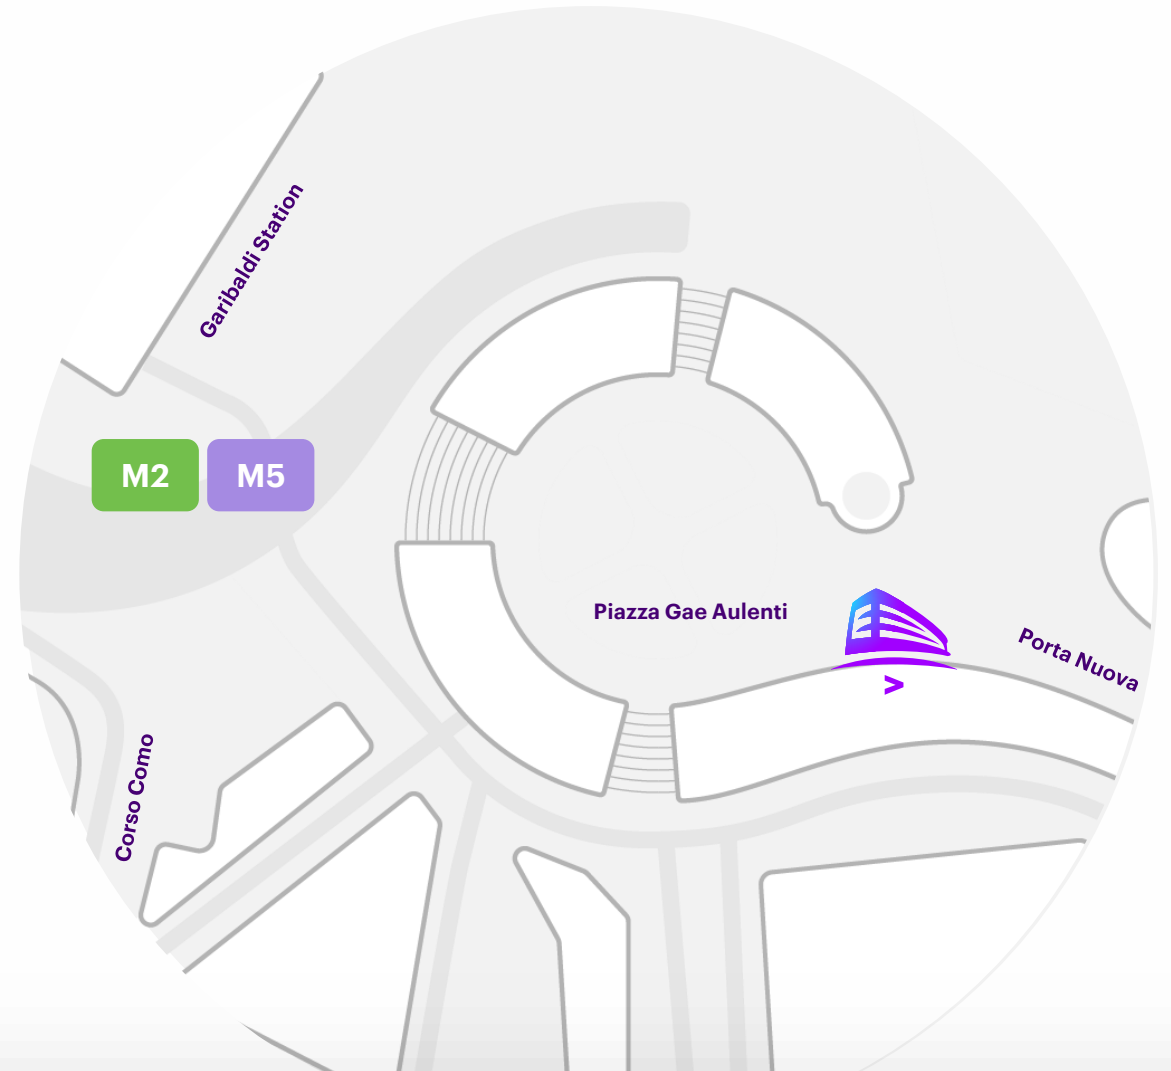 Garibaldi Station
M2 M5
Piazza Gae Aulenti
Porta Nuova
>
Corso Como